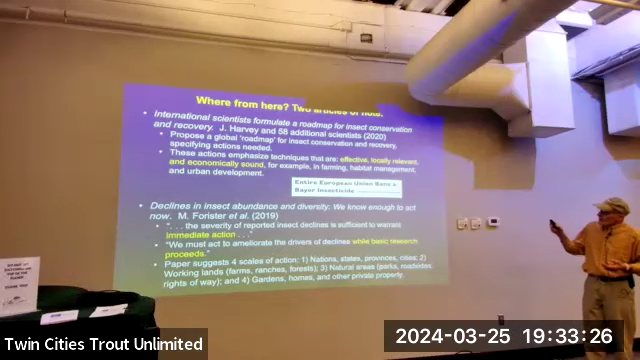 Where from here? Two articles of note.
• International scientists formulate a roadmap for insect conservation
and recovery. J. Harvey and 58 additional scientists (2020)
• Propose a global 'roadmap' for insect conservation and recovery,
specifying actions needed.
• These actions emphasize techniques that are: effective, locally relevant,
and economically sound, for example, in farming, habitat management,
and urban development.
Entire European Union Bans a
Bayer Insecticide
• Declines in insect abundance and diversity: We know enough to act
now. M. Forister et al. (2019)
• ". . . the severity of reported insect declines is sufficient to warrant
immediate action . . ."
• "We must act to ameliorate the drivers of declines while basic research
proceeds."
• Paper suggests 4 scales of action: 1) Nations, states, provinces, cities; 2)
Working lands (farms, ranches, forests); 3) Natural areas (parks, roadsides,
rights of way); and 4) Gardens, homes, and other private property.
Twin Cities Trout Unlimited
2024-03-25 19:33:26